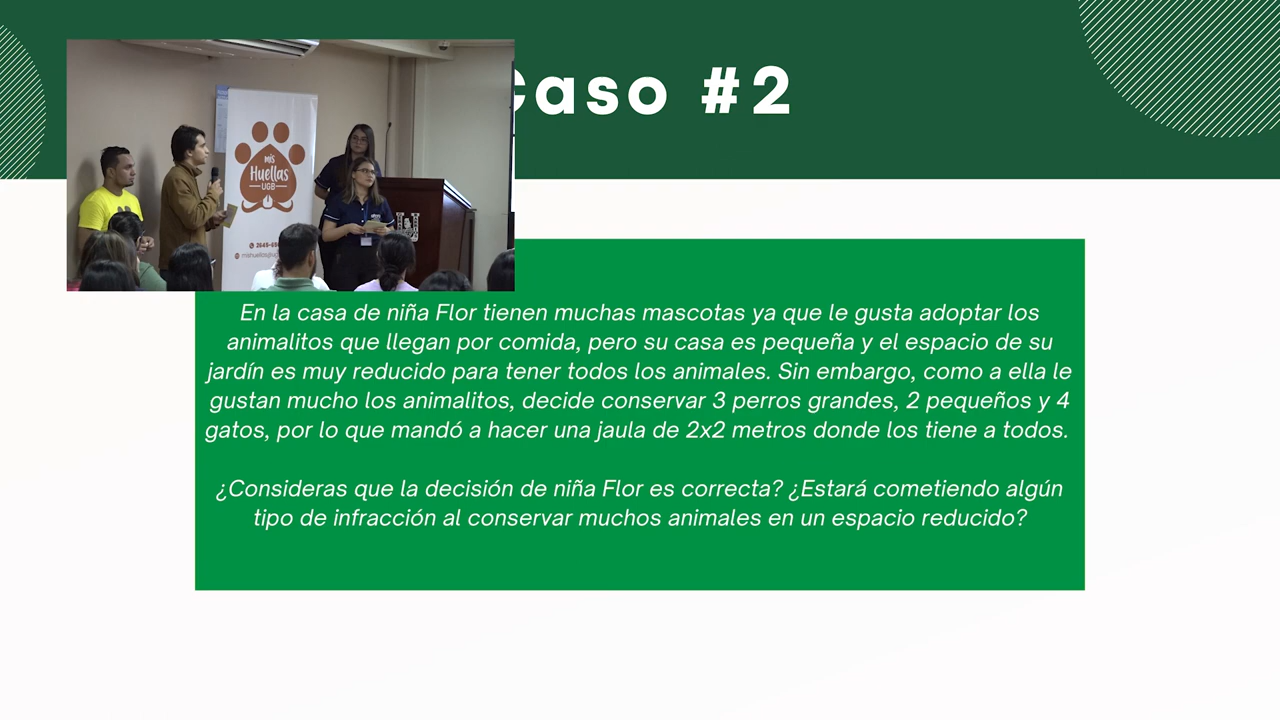 Caso #2
mis
Huellas
UGB
En la casa de niña Flor tienen muchas mascotas ya que le gusta adoptar los
animalitos que llegan por comida, pero su casa es pequeña y el espacio de su
jardín es muy reducido para tener todos los animales. Sin embargo, como a ella le
gustan mucho los animalitos, decide conservar 3 perros grandes, 2 pequeños y 4
gatos, por lo que mandó a hacer una jaula de 2x2 metros donde los tiene a todos.
¿Consideras que la decisión de niña Flor es correcta? ¿Estará cometiendo algún
tipo de infracción al conservar muchos animales en un espacio reducido?